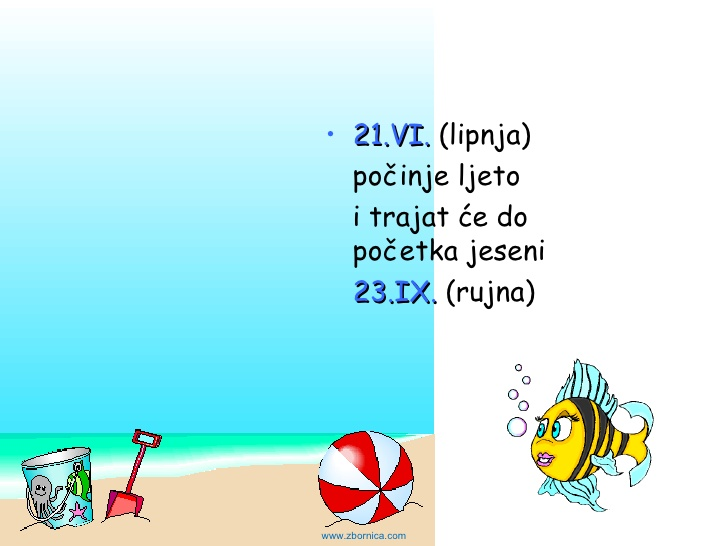 • 21.VI. (lipnja)
počinje ljeto
i trajat će do
početka jeseni
23.IX. (rujna)
www.zbornica.com